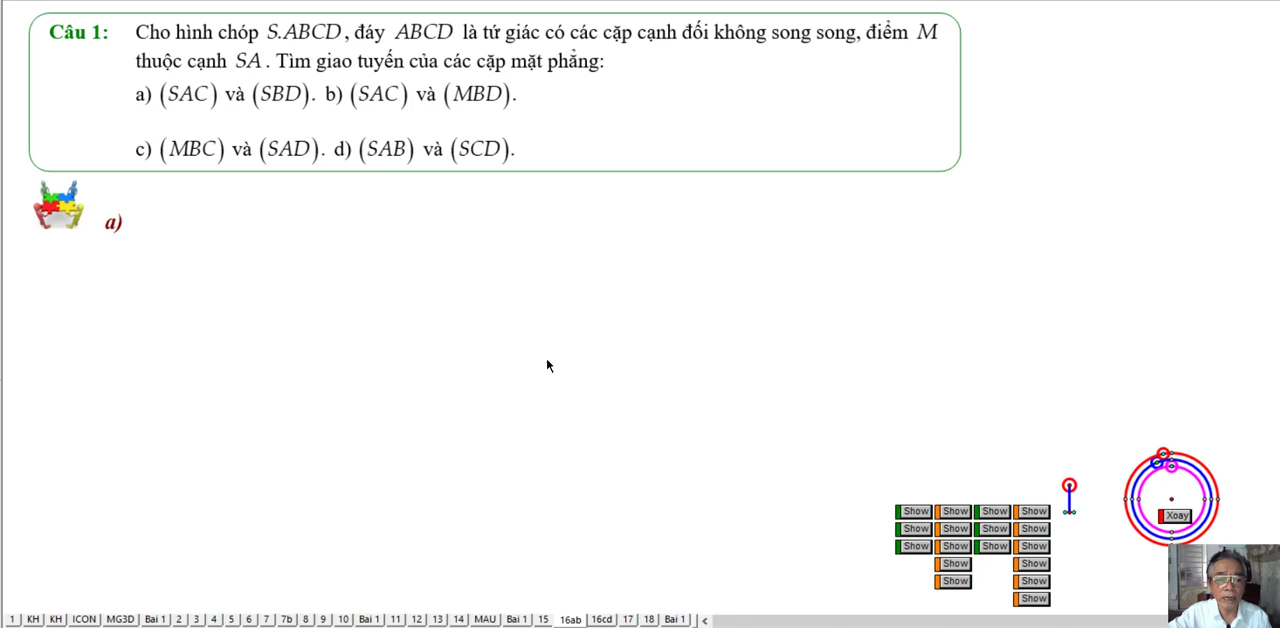 Câu 1: Cho hình chóp S.ABCD, đáy ABCD là tứ giác có các cặp cạnh đối không song song, điểm M
thuộc cạnh SA. Tìm giao tuyến của các cặp mặt phẳng:
a) (SAC) và (SBD). b) (SAC) và (MBD).
c) (MBC) và (SAD). d) (SAB) và (SCD).
a)
Show Show Show Show
Show Show Show Show
Show Show Show Show
Show Show
Show Show
Show
Xoay
1 KH KH ICON MG3D Bai 1 2 3 4 5 6 7 7b 8 9 10 Bai 1 11 12 13 14 MAU Bai 1 15 16ab 16cd 17 18 Bai 1 <